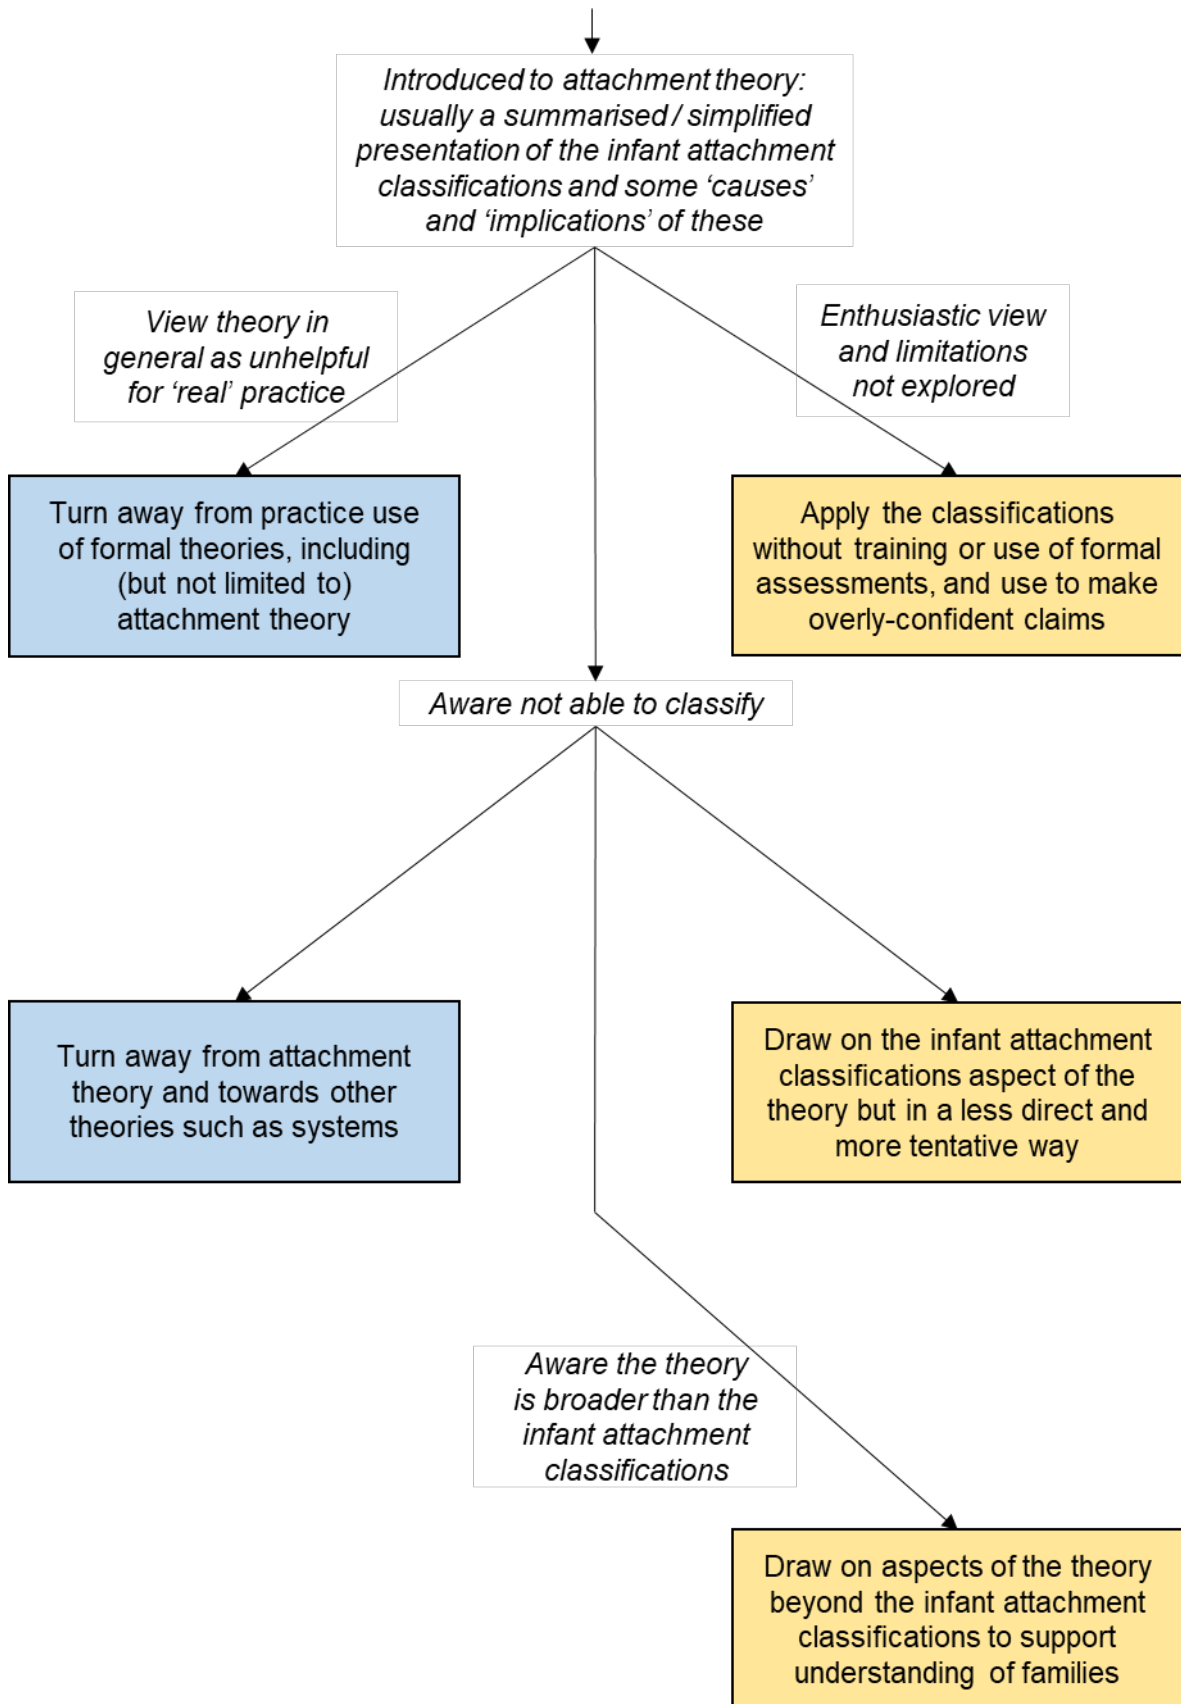 Introduced to attachment theory:
usually a summarised / simplified
presentation of the infant attachment
classifications and some ‘causes’
and ‘implications’ of these
View theory in
general as unhelpful
for ‘real’ practice
Enthusiastic view
and limitations
not explored
Turn away from practice use
of formal theories, including
(but not limited to)
attachment theory
Apply the classifications
without training or use of formal
assessments, and use to make
overly-confident claims
Aware not able to classify
Turn away from attachment
theory and towards other
theories such as systems
Draw on the infant attachment
classifications aspect of the
theory but in a less direct and
more tentative way
Aware the theory
is broader than the
infant attachment
classifications
Draw on aspects of the theory
beyond the infant attachment
classifications to support
understanding of families